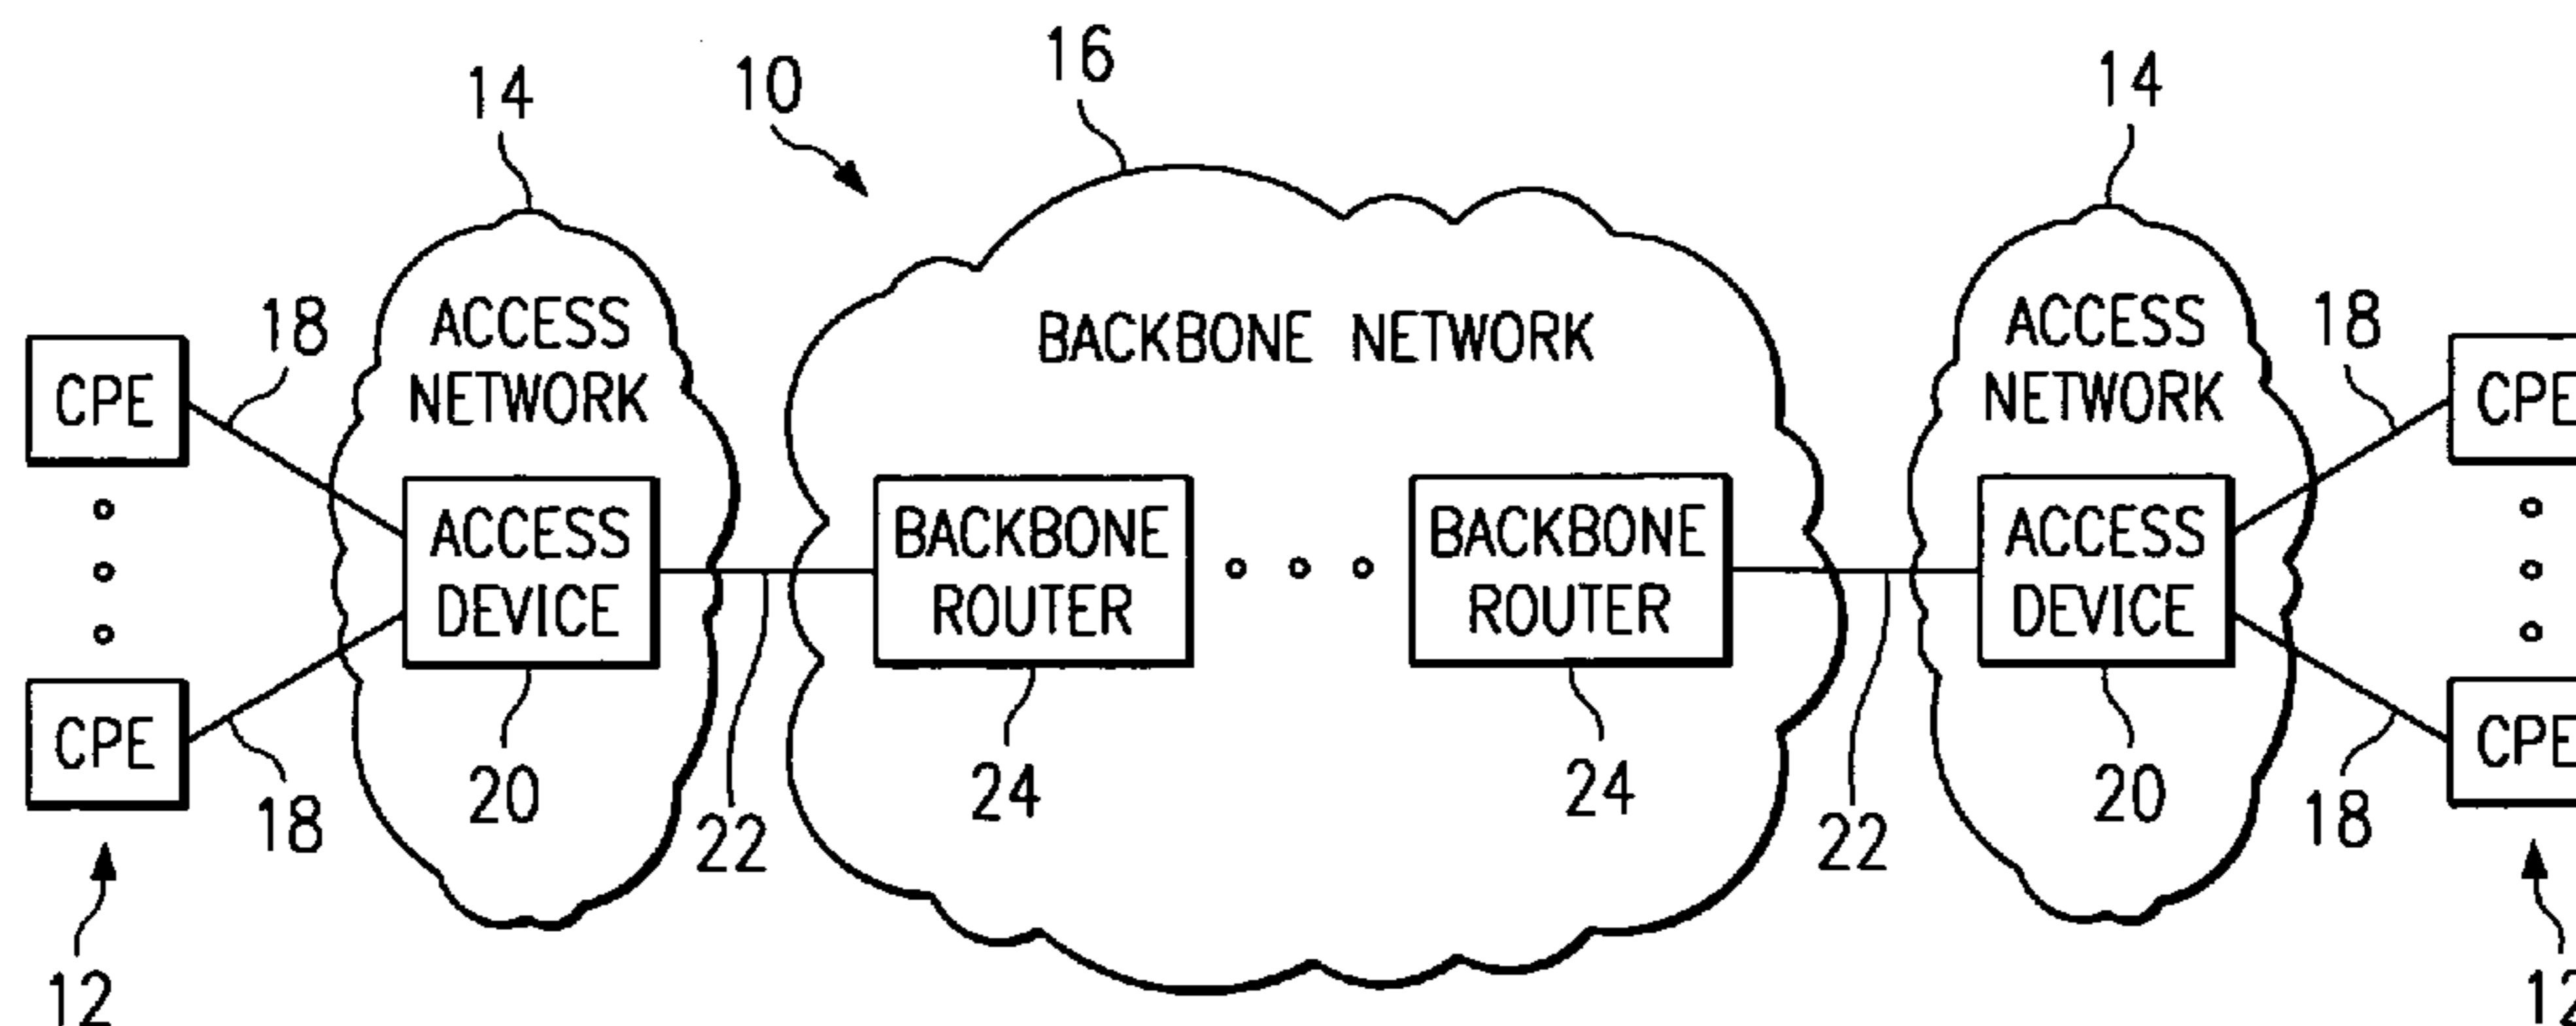 14
10
16
14
18
ACCESS
NETWORK
BACKBONE NETWORK
ACCESS
NETWORK
18
CPE
CPE
ACCESS
DEVICE
BACKBONE
ROUTER
BACKBONE
ROUTER
ACCESS
DEVICE
CPE
CPE
18
20
22
24
24
22
20
18
12
12